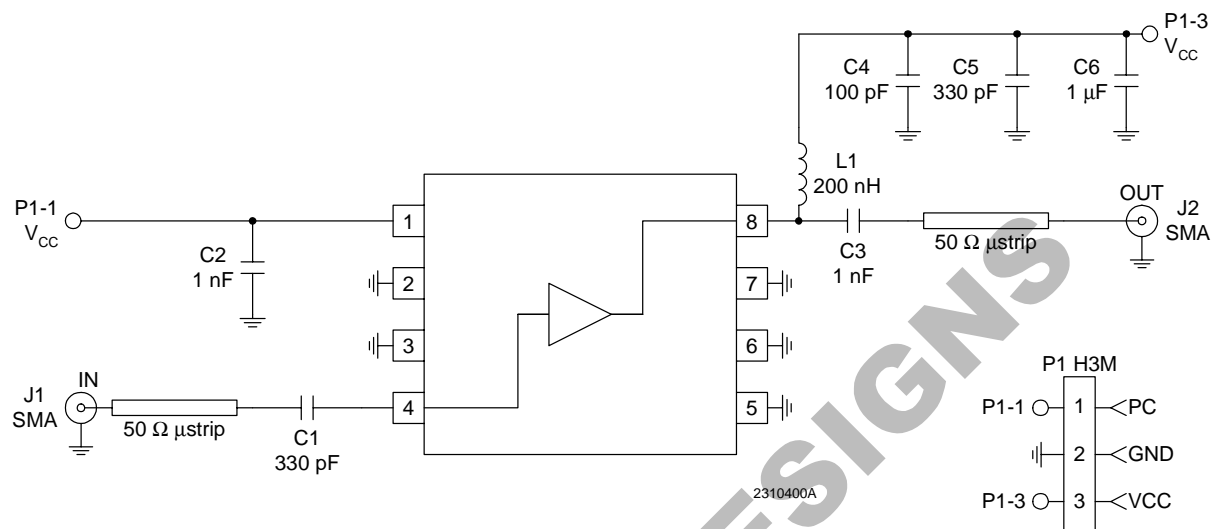 P1-3
V_CC
C4
100 pF
C5
330 pF
C6
1 μF
L1
200 nH
P1-1
V_CC
C2
1 nF
1
2
3
4
8
7
6
5
C3
1 nF
50 Ω μstrip
OUT
J2
SMA
J1
SMA
IN
50 Ω μstrip
C1
330 pF
2310400A
P1 H3M
P1-1 1 PC
2 GND
P1-3 3 VCC
ESIGNS